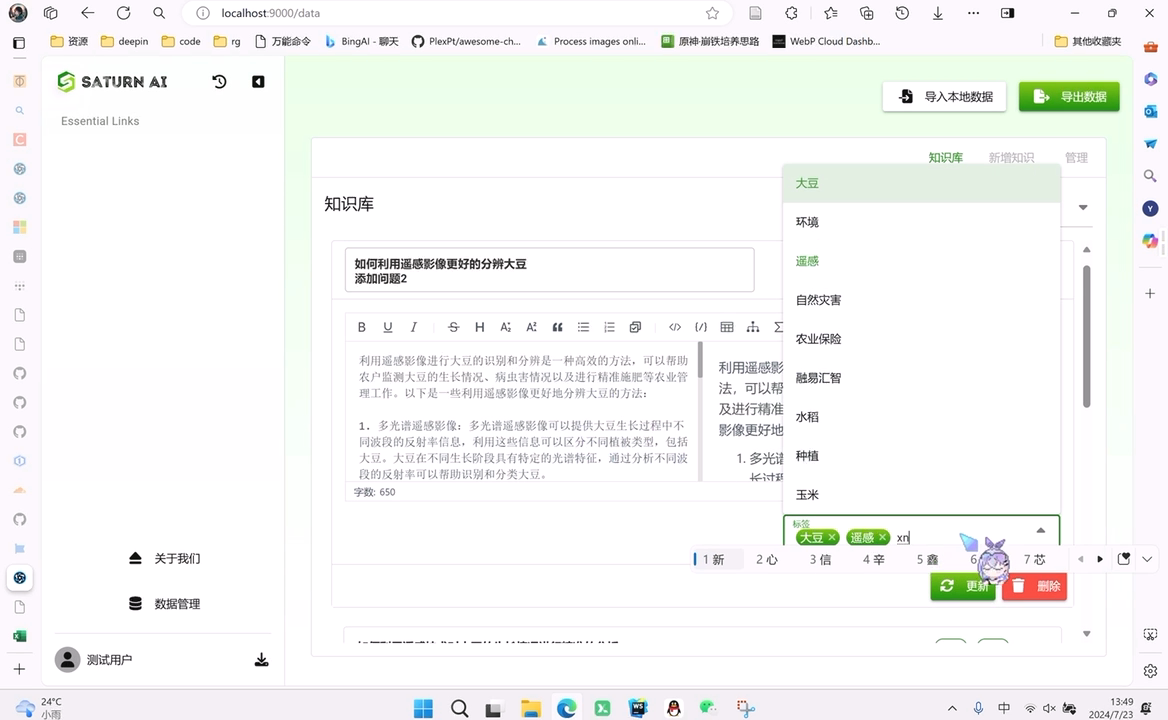 localhost:9000/data
资源
deepin
code
rg
万能命令
BingAI - 聊天
PlexPt/awesome-ch...
Process images onl...
原神·崩铁培养思路
WebP Cloud Dashb...
其他收藏夹
SATURN AI
Essential Links
导入本地数据
导出数据
知识库
新增知识
管理
知识库
大豆
环境
遥感
自然灾害
农业保险
融易汇智
水稻
种植
玉米
如何利用遥感影像更好的分辨大豆
添加问题2
利用遥感影像进行大豆的识别和分辨是一种高效的方法，可以帮助
农户监测大豆的生长情况、病虫害情况以及进行精准施肥等农业管
理工作。以下是一些利用遥感影像更好地分辨大豆的方法：
1. 多光谱遥感影像：多光谱遥感影像可以提供大豆生长过程中不
同波段的反射率信息，利用这些信息可以区分不同植被类型，包括
大豆。大豆在不同生长阶段具有特定的光谱特征，通过分析不同波
段的反射率可以帮助识别和分类大豆。
利用遥感影
法，可以帮
及进行精准
影像更好地
1. 多光谱
长过程
字数: 650
标签
大豆
遥感
xn
1 新
2 心
3 信
4 辛
5 鑫
6
7 芯
更新
删除
关于我们
数据管理
测试用户
24°C
小雨
中
13:49
2024/7/23